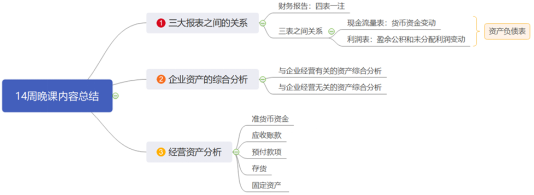 14周晚课内容总结
1 三大报表之间的关系
财务报告：四表一注
三表之间关系
现金流量表：货币资金变动
利润表：盈余公积和未分配利润变动
资产负债表
2 企业资产的综合分析
与企业经营有关的资产综合分析
与企业经营无关的资产综合分析
3 经营资产分析
准货币资金
应收账款
预付款项
存货
固定资产